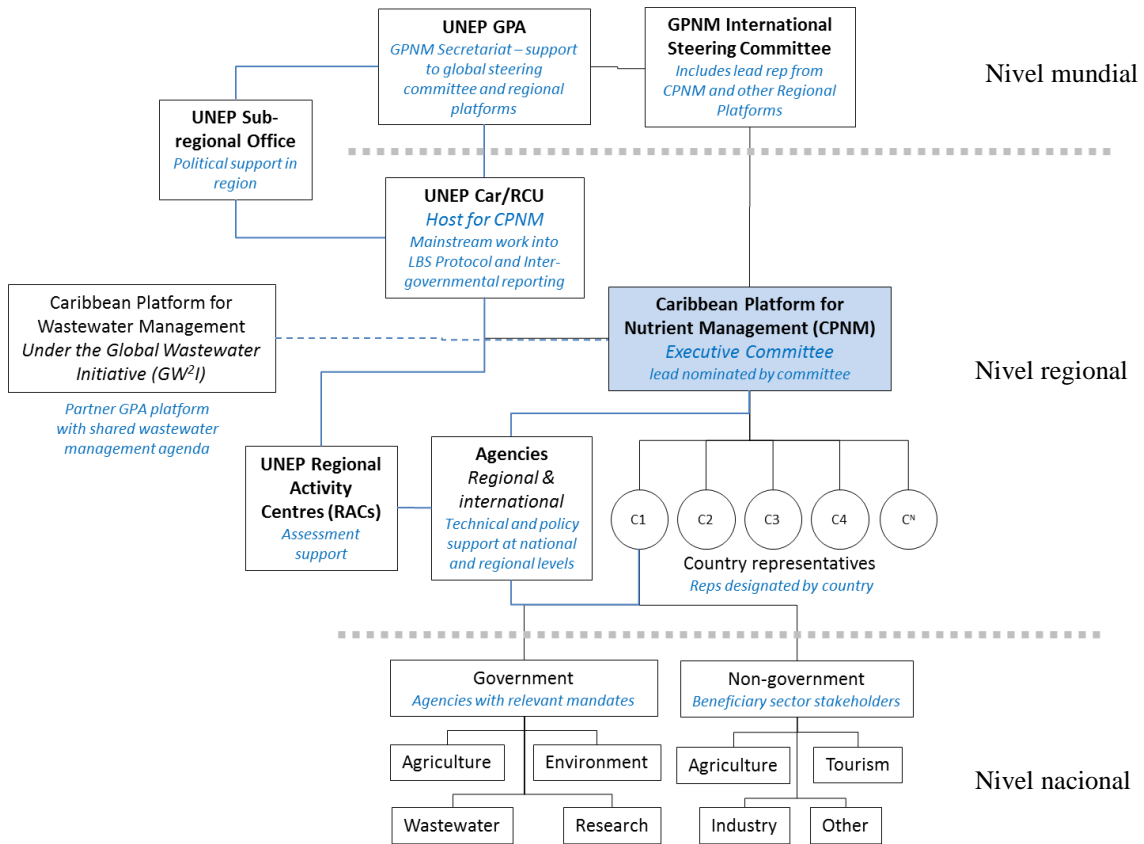 UNEP GPA
GPNM Secretariat – support
to global steering
committee and regional
platforms
GPNM International
Steering Committee
Includes lead rep from
CPNM and other Regional
Platforms
Nivel mundial
UNEP Sub-
regional Office
Political support in
region
UNEP Car/RCU
Host for CPNM
Mainstream work into
LBS Protocol and Inter-
governmental reporting
Caribbean Platform for
Wastewater Management
Under the Global Wastewater
Initiative (GW²I)
Partner GPA platform
with shared wastewater
management agenda
Caribbean Platform for
Nutrient Management (CPNM)
Executive Committee
lead nominated by committee
Nivel regional
UNEP Regional
Activity
Centres (RACs)
Assessment
support
Agencies
Regional &
international
Technical and policy
support at national
and regional levels
C1
C2
C3
C4
Cᴺ
Country representatives
Reps designated by country
Government
Agencies with relevant mandates
Non-government
Beneficiary sector stakeholders
Agriculture
Environment
Agriculture
Tourism
Nivel nacional
Wastewater
Research
Industry
Other